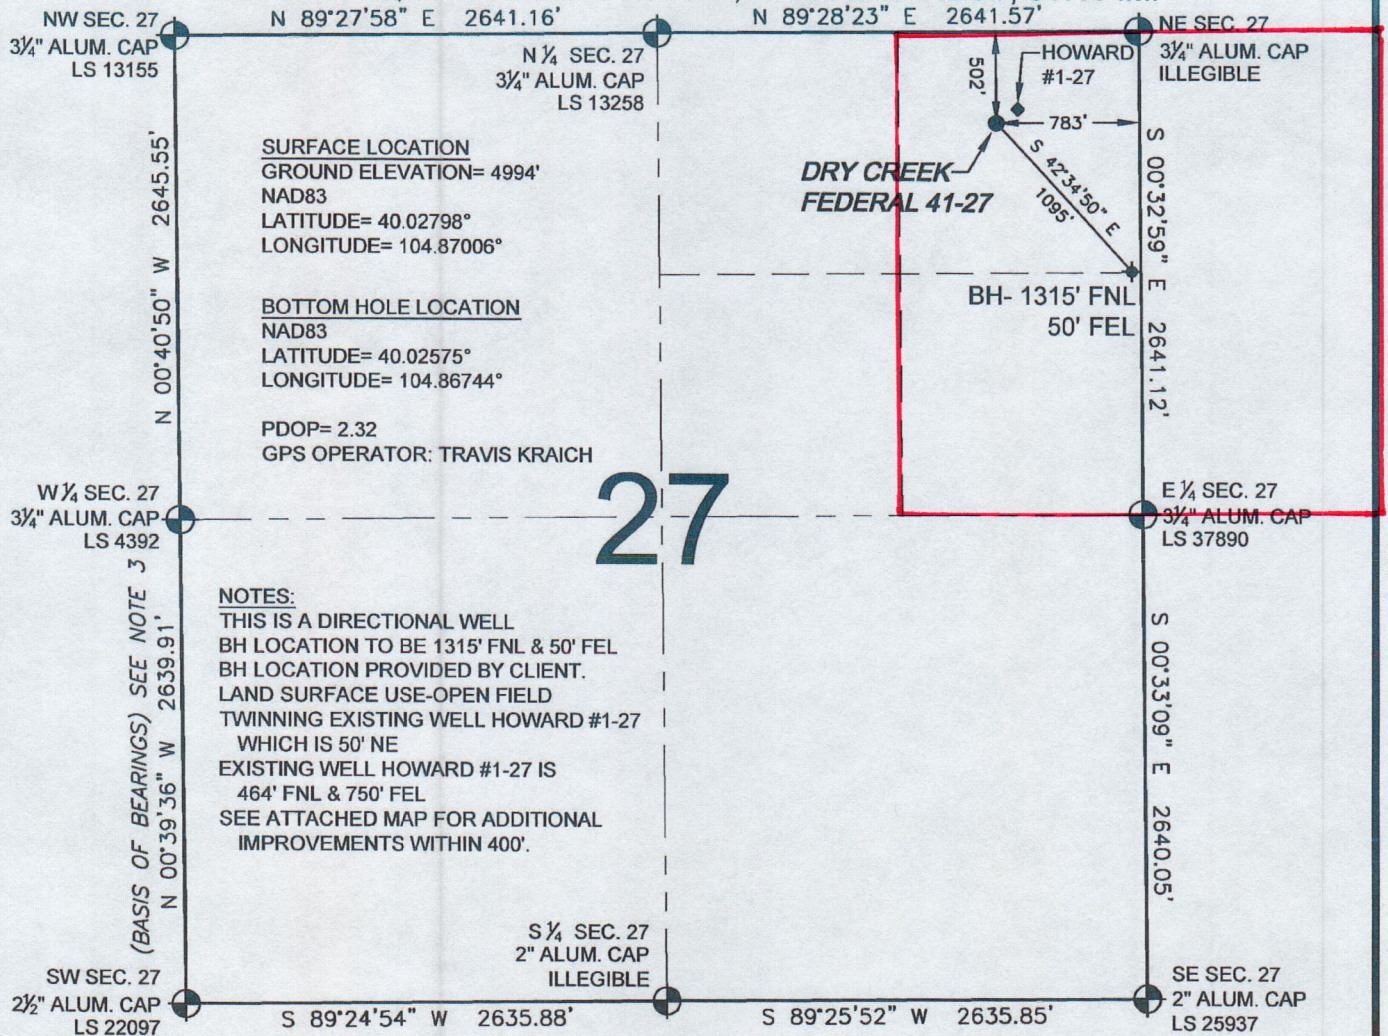 N 89°27'58" E 2641.16'
N 89°28'23" E 2641.57'
NW SEC. 27
3¼" ALUM. CAP
LS 13155
N ¼ SEC. 27
3¼" ALUM. CAP
LS 13258
NE SEC. 27
3¼" ALUM. CAP
ILLEGIBLE
HOWARD
#1-27
502'
783'
DRY CREEK
FEDERAL 41-27
S 42°34'50" E
1095'
BH- 1315' FNL
50' FEL
S 00°32'59" E 2641.12'
N 00°40'50" W 2645.55'
SURFACE LOCATION
GROUND ELEVATION= 4994'
NAD83
LATITUDE= 40.02798°
LONGITUDE= 104.87006°
BOTTOM HOLE LOCATION
NAD83
LATITUDE= 40.02575°
LONGITUDE= 104.86744°
PDOP= 2.32
GPS OPERATOR: TRAVIS KRAICH
27
W ¼ SEC. 27
3¼" ALUM. CAP
LS 4392
E ¼ SEC. 27
3¼" ALUM. CAP
LS 37890
(BASIS OF BEARINGS) SEE NOTE 3
N 00°39'36" W 2639.91'
NOTES:
THIS IS A DIRECTIONAL WELL
BH LOCATION TO BE 1315' FNL & 50' FEL
BH LOCATION PROVIDED BY CLIENT.
LAND SURFACE USE-OPEN FIELD
TWINNING EXISTING WELL HOWARD #1-27
WHICH IS 50' NE
EXISTING WELL HOWARD #1-27 IS
464' FNL & 750' FEL
SEE ATTACHED MAP FOR ADDITIONAL
IMPROVEMENTS WITHIN 400'.
S 00°33'09" E 2640.05'
S ¼ SEC. 27
2" ALUM. CAP
ILLEGIBLE
SW SEC. 27
2½" ALUM. CAP
LS 22097
SE SEC. 27
2" ALUM. CAP
LS 25937
S 89°24'54" W 2635.88'
S 89°25'52" W 2635.85'